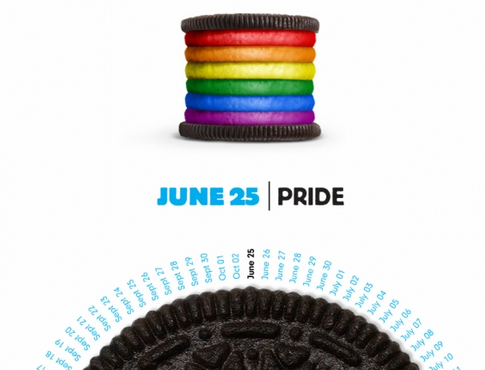 JUNE 25 | PRIDE
Sept 18
Sept 19
Sept 20
Sept 21
Sept 22
Sept 23
Sept 24
Sept 25
Sept 26
Sept 27
Sept 28
Sept 29
Sept 30
Oct 01
Oct 02
June 25
June 26
June 27
June 28
June 29
June 30
July 01
July 02
July 03
July 04
July 05
July 06
July 07
July 08
July 09
July 10